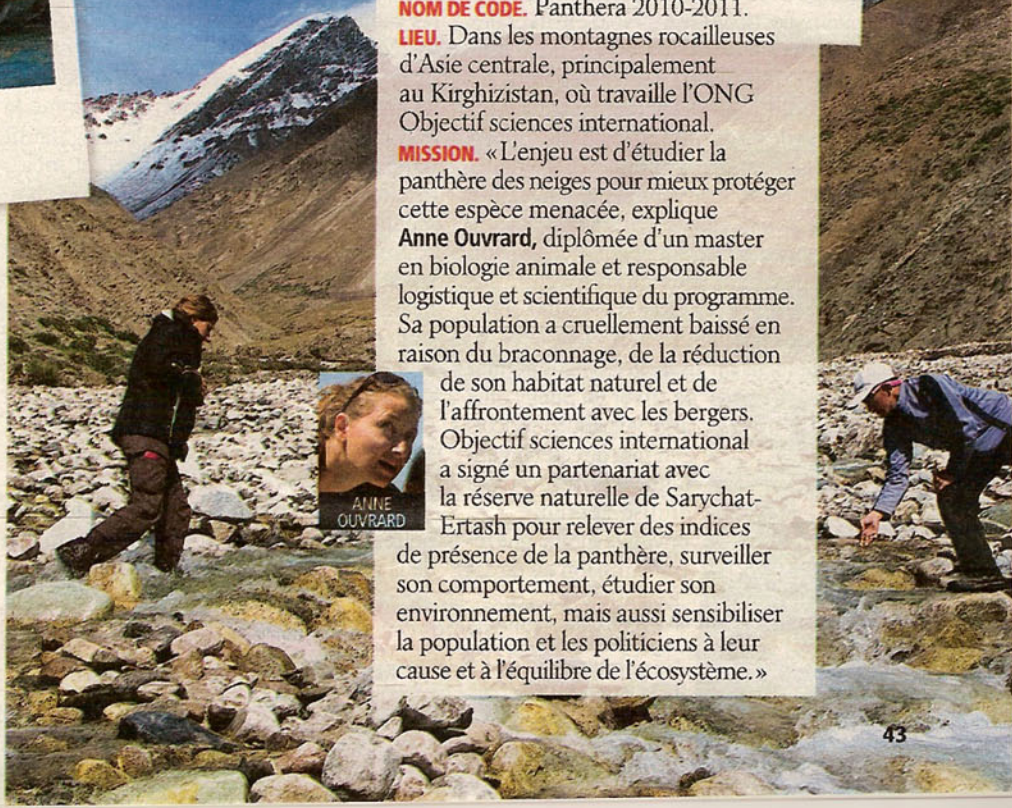 NOM DE CODE. Panthera 2010-2011.
LIEU. Dans les montagnes rocailleuses
d'Asie centrale, principalement
au Kirghizistan, où travaille l'ONG
Objectif sciences international.
MISSION. «L'enjeu est d'étudier la
panthère des neiges pour mieux protéger
cette espèce menacée, explique
Anne Ouvrard, diplômée d'un master
en biologie animale et responsable
logistique et scientifique du programme.
Sa population a cruellement baissé en
raison du braconnage, de la réduction
de son habitat naturel et de
l'affrontement avec les bergers.
Objectif sciences international
a signé un partenariat avec
la réserve naturelle de Sarychat-
Ertash pour relever des indices
de présence de la panthère, surveiller
son comportement, étudier son
environnement, mais aussi sensibiliser
la population et les politiciens à leur
cause et à l'équilibre de l'écosystème.»
ANNE
OUVRARD
43